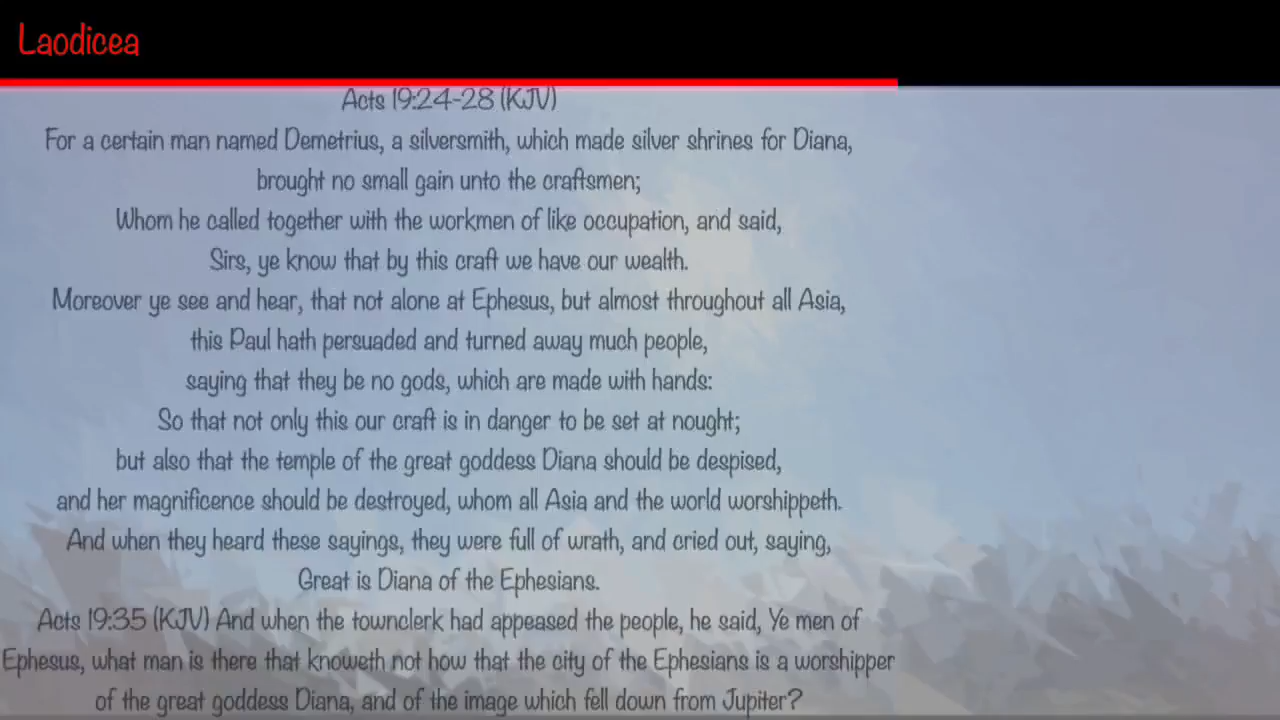 Laodicea
Acts 19:24-28 (KJV)
For a certain man named Demetrius, a silversmith, which made silver shrines for Diana,
brought no small gain unto the craftsmen;
Whom he called together with the workmen of like occupation, and said,
Sirs, ye know that by this craft we have our wealth.
Moreover ye see and hear, that not alone at Ephesus, but almost throughout all Asia,
this Paul hath persuaded and turned away much people,
saying that they be no gods, which are made with hands:
So that not only this our craft is in danger to be set at nought;
but also that the temple of the great goddess Diana should be despised,
and her magnificence should be destroyed, whom all Asia and the world worshippeth.
And when they heard these sayings, they were full of wrath, and cried out, saying,
Great is Diana of the Ephesians.
Acts 19:35 (KJV) And when the townclerk had appeased the people, he said, Ye men of
Ephesus, what man is there that knoweth not how that the city of the Ephesians is a worshipper
of the great goddess Diana, and of the image which fell down from Jupiter?